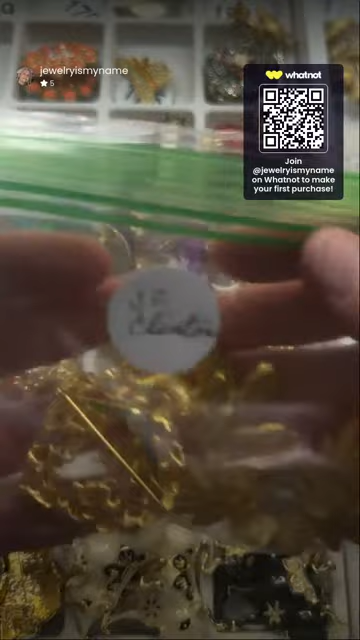 jewelryismyname
5
whatnot
Join
@jewelryismyname
on Whatnot to make
your first purchase!